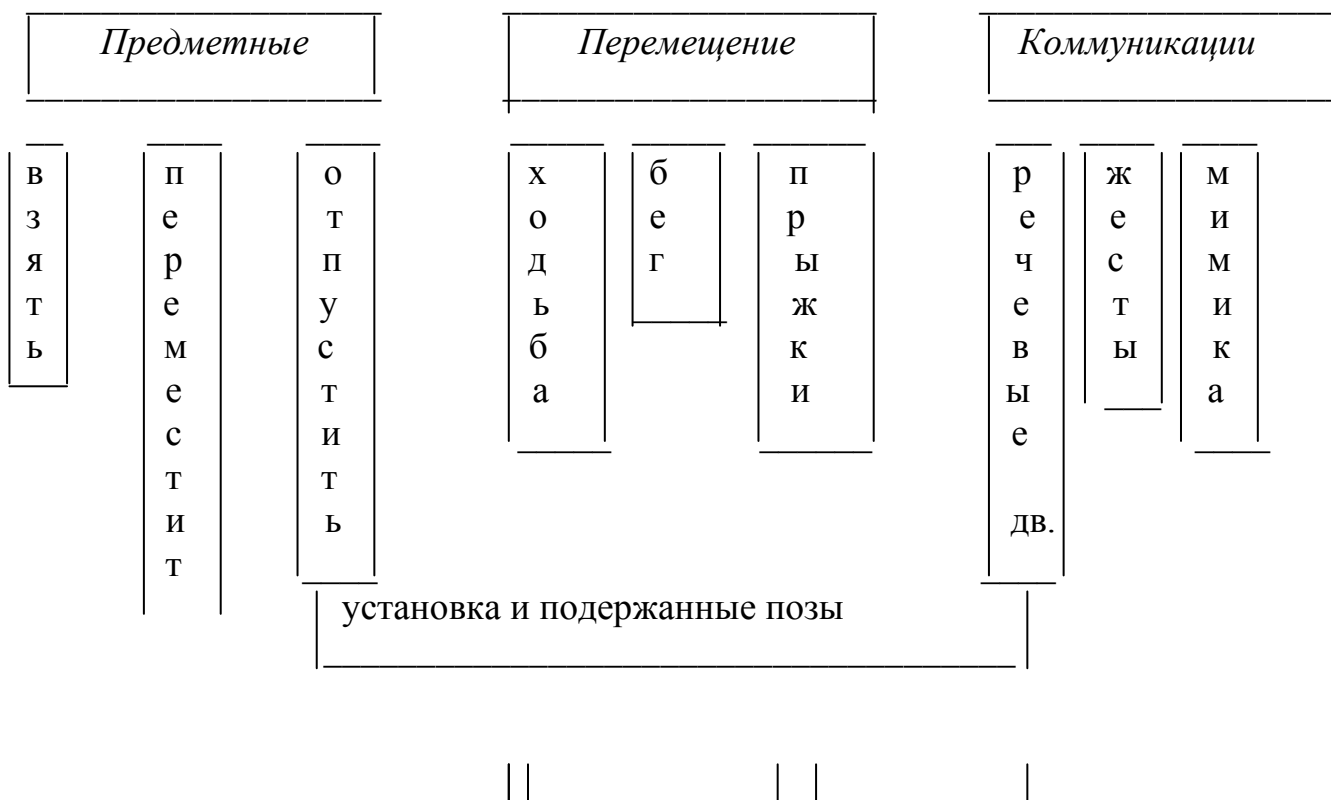 Предметные
Перемещение
Коммуникации
взять
переместит
отпустить
ходьба
бег
прыжки
речевые дв.
жесты
мимика
установка и подержанные позы